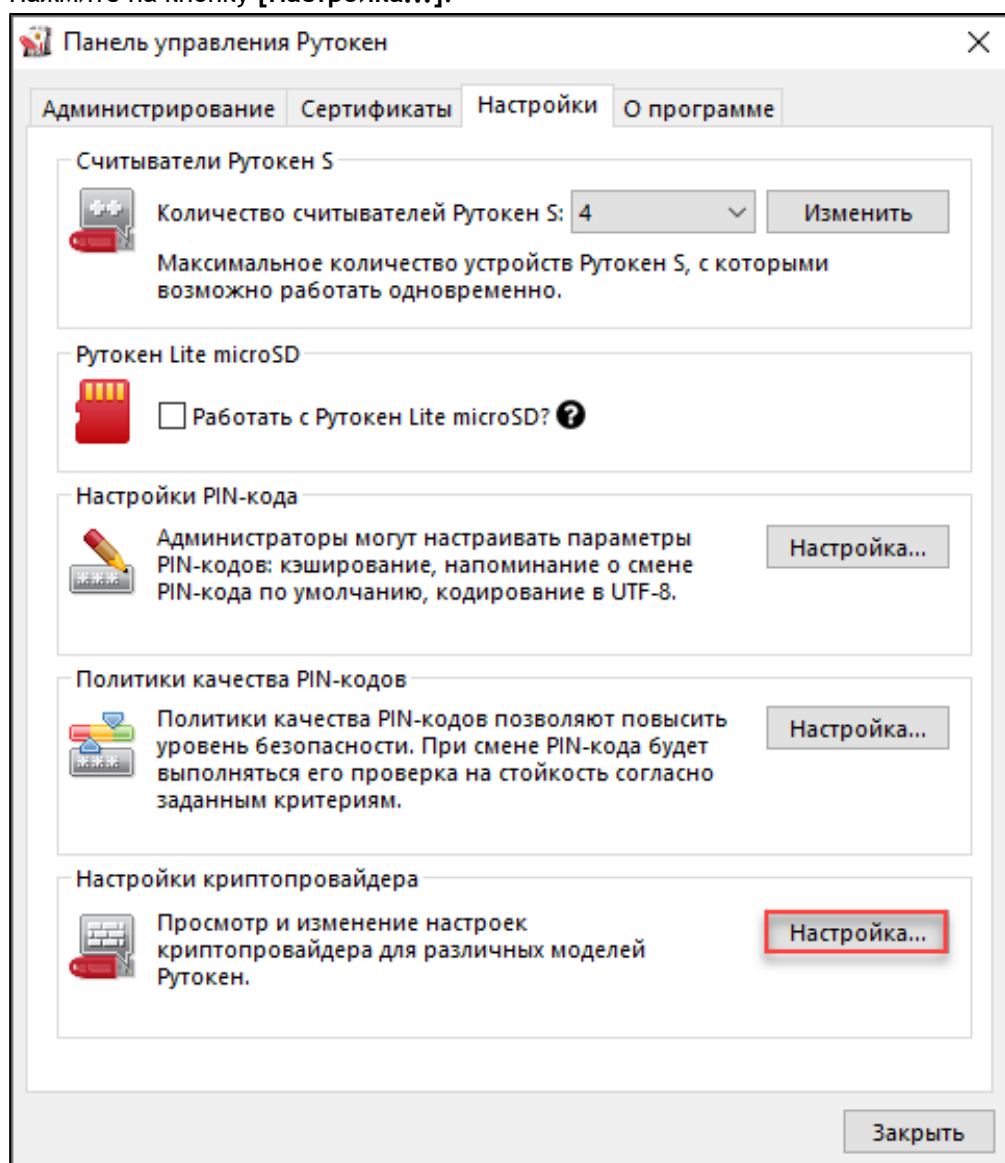 Нажмите на кнопку [Настройка...].
Панель управления Рутокен
Администрирование Сертификаты Настройки О программе
Считыватели Рутокен S
Количество считывателей Рутокен S: 4 Изменить
Максимальное количество устройств Рутокен S, с которыми
возможно работать одновременно.
Рутокен Lite microSD
Работать с Рутокен Lite microSD?
Настройки PIN-кода
Администраторы могут настраивать параметры
PIN-кодов: кэширование, напоминание о смене
PIN-кода по умолчанию, кодирование в UTF-8.
Настройка...
Политики качества PIN-кодов
Политики качества PIN-кодов позволяют повысить
уровень безопасности. При смене PIN-кода будет
выполняться его проверка на стойкость согласно
заданным критериям.
Настройка...
Настройки криптопровайдера
Просмотр и изменение настроек
криптопровайдера для различных моделей
Рутокен.
Настройка...
Закрыть